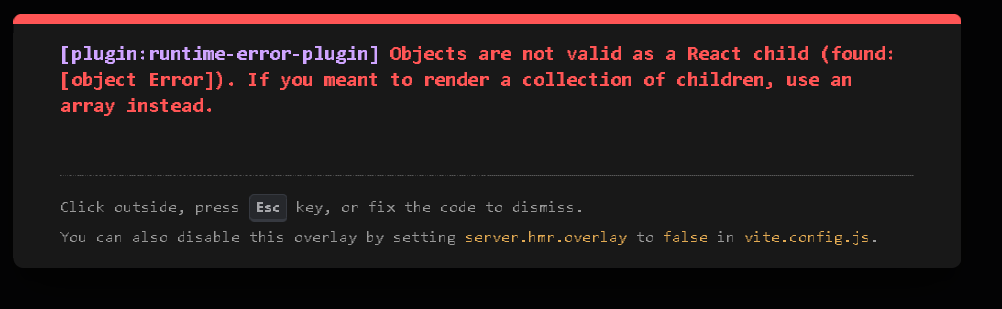 [plugin:runtime-error-plugin] Objects are not valid as a React child (found:
[object Error]). If you meant to render a collection of children, use an
array instead.
Click outside, press Esc key, or fix the code to dismiss.
You can also disable this overlay by setting server.hmr.overlay to false in vite.config.js.